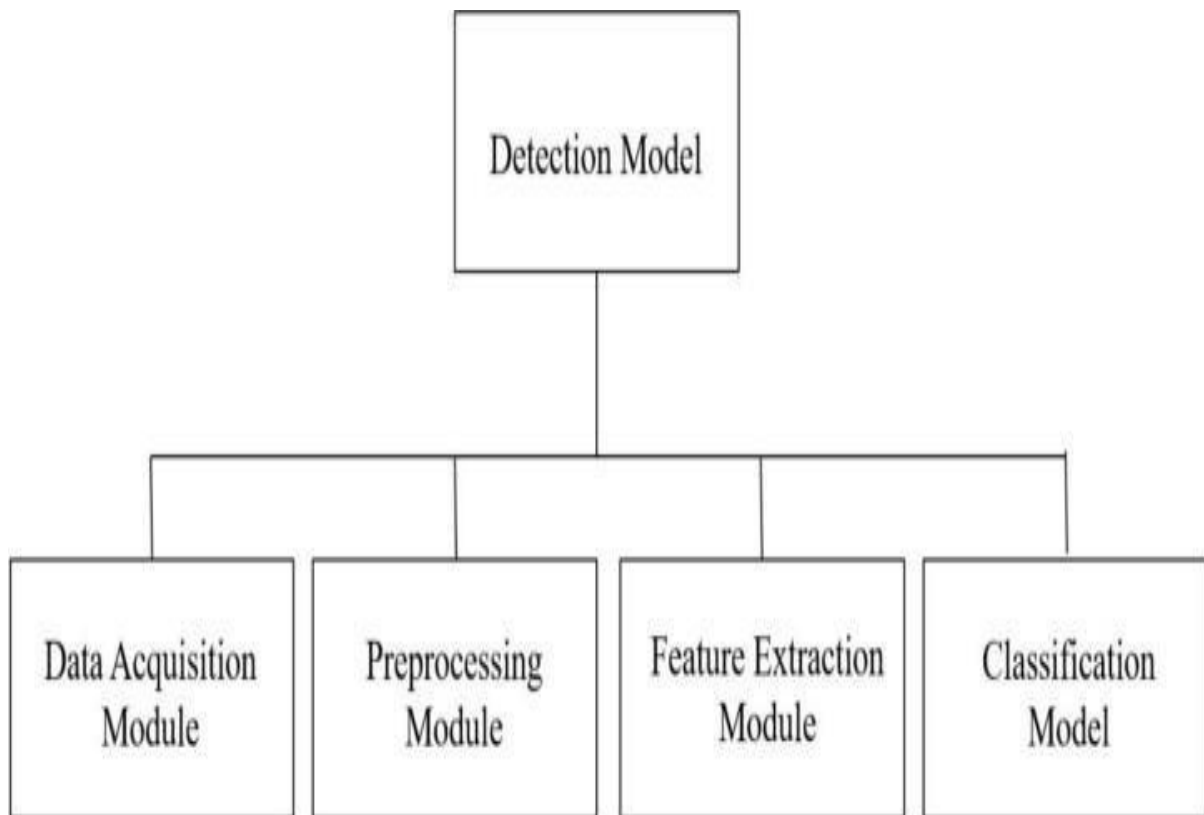 Detection Model
Data Acquisition
Module
Preprocessing
Module
Feature Extraction
Module
Classification
Model